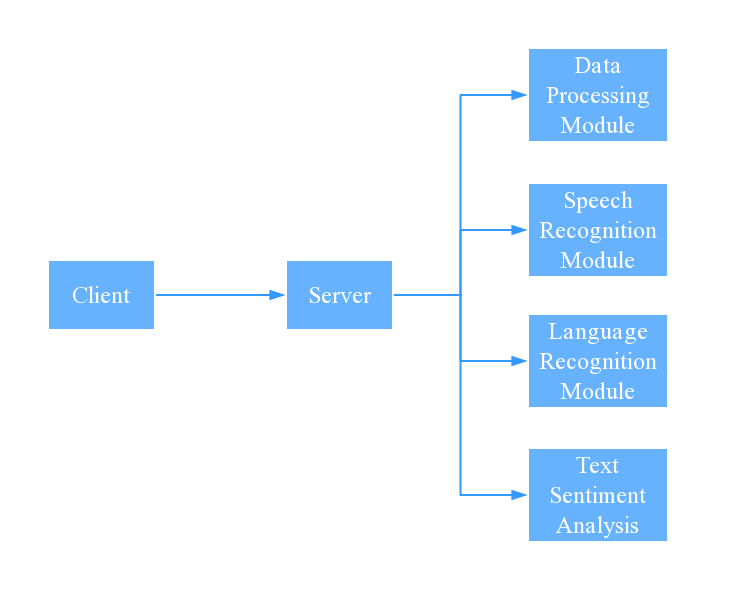 Client
Server
Data
Processing
Module
Speech
Recognition
Module
Language
Recognition
Module
Text
Sentiment
Analysis